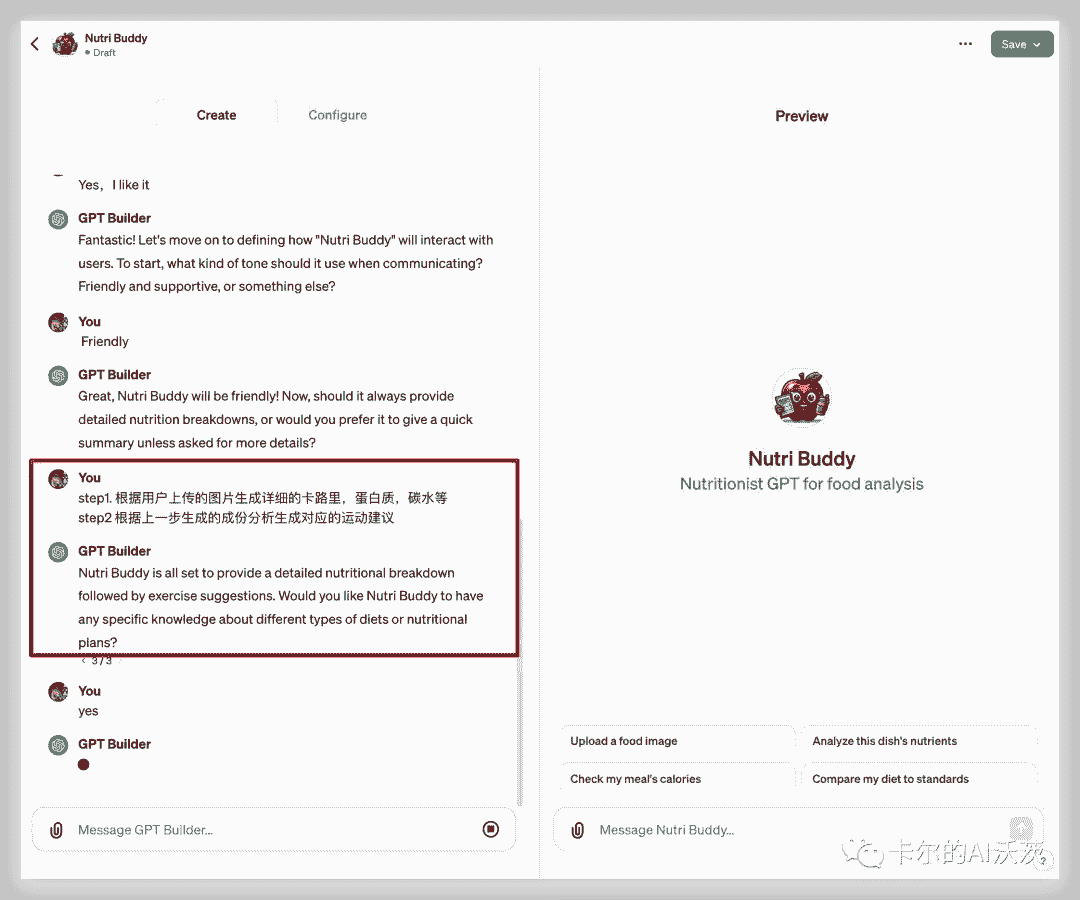 Nutri Buddy
Draft
Save
Create
Configure
Yes，I like it
GPT Builder
Fantastic! Let's move on to defining how "Nutri Buddy" will interact with
users. To start, what kind of tone should it use when communicating?
Friendly and supportive, or something else?
You
Friendly
GPT Builder
Great, Nutri Buddy will be friendly! Now, should it always provide
detailed nutrition breakdowns, or would you prefer it to give a quick
summary unless asked for more details?
You
step1. 根据用户上传的图片生成详细的卡路里，蛋白质，碳水等
step2 根据上一步生成的成份分析生成对应的运动建议
GPT Builder
Nutri Buddy is all set to provide a detailed nutritional breakdown
followed by exercise suggestions. Would you like Nutri Buddy to have
any specific knowledge about different types of diets or nutritional
plans?
3/3
You
yes
GPT Builder
Message GPT Builder...
Preview
Nutri Buddy
Nutritionist GPT for food analysis
Upload a food image
Analyze this dish's nutrients
Check my meal's calories
Compare my diet to standards
Message Nutri Buddy...
卡尔的AI沃茨
?